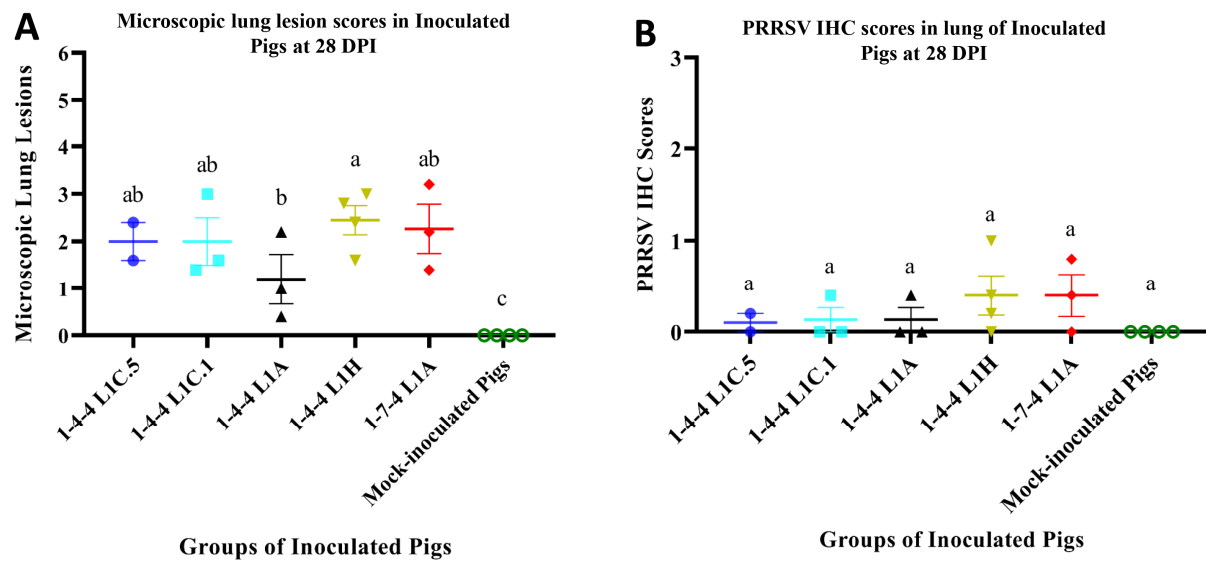 A
Microscopic lung lesion scores in Inoculated
Pigs at 28 DPI
Microscopic Lung Lesions
6
5
4
3
2
1
0
ab
ab
b
a
ab
c
1-4-4 L1C.5
1-4-4 L1C.1
1-4-4 L1A
1-4-4 L1H
1-7-4 L1A
Mock-inoculated Pigs
Groups of Inoculated Pigs
B
PRRSV IHC scores in lung of Inoculated
Pigs at 28 DPI
PRRSV IHC Scores
3
2
1
0
a
a
a
a
a
a
1-4-4 L1C.5
1-4-4 L1C.1
1-4-4 L1A
1-4-4 L1H
1-7-4 L1A
Mock-inoculated Pigs
Groups of Inoculated Pigs